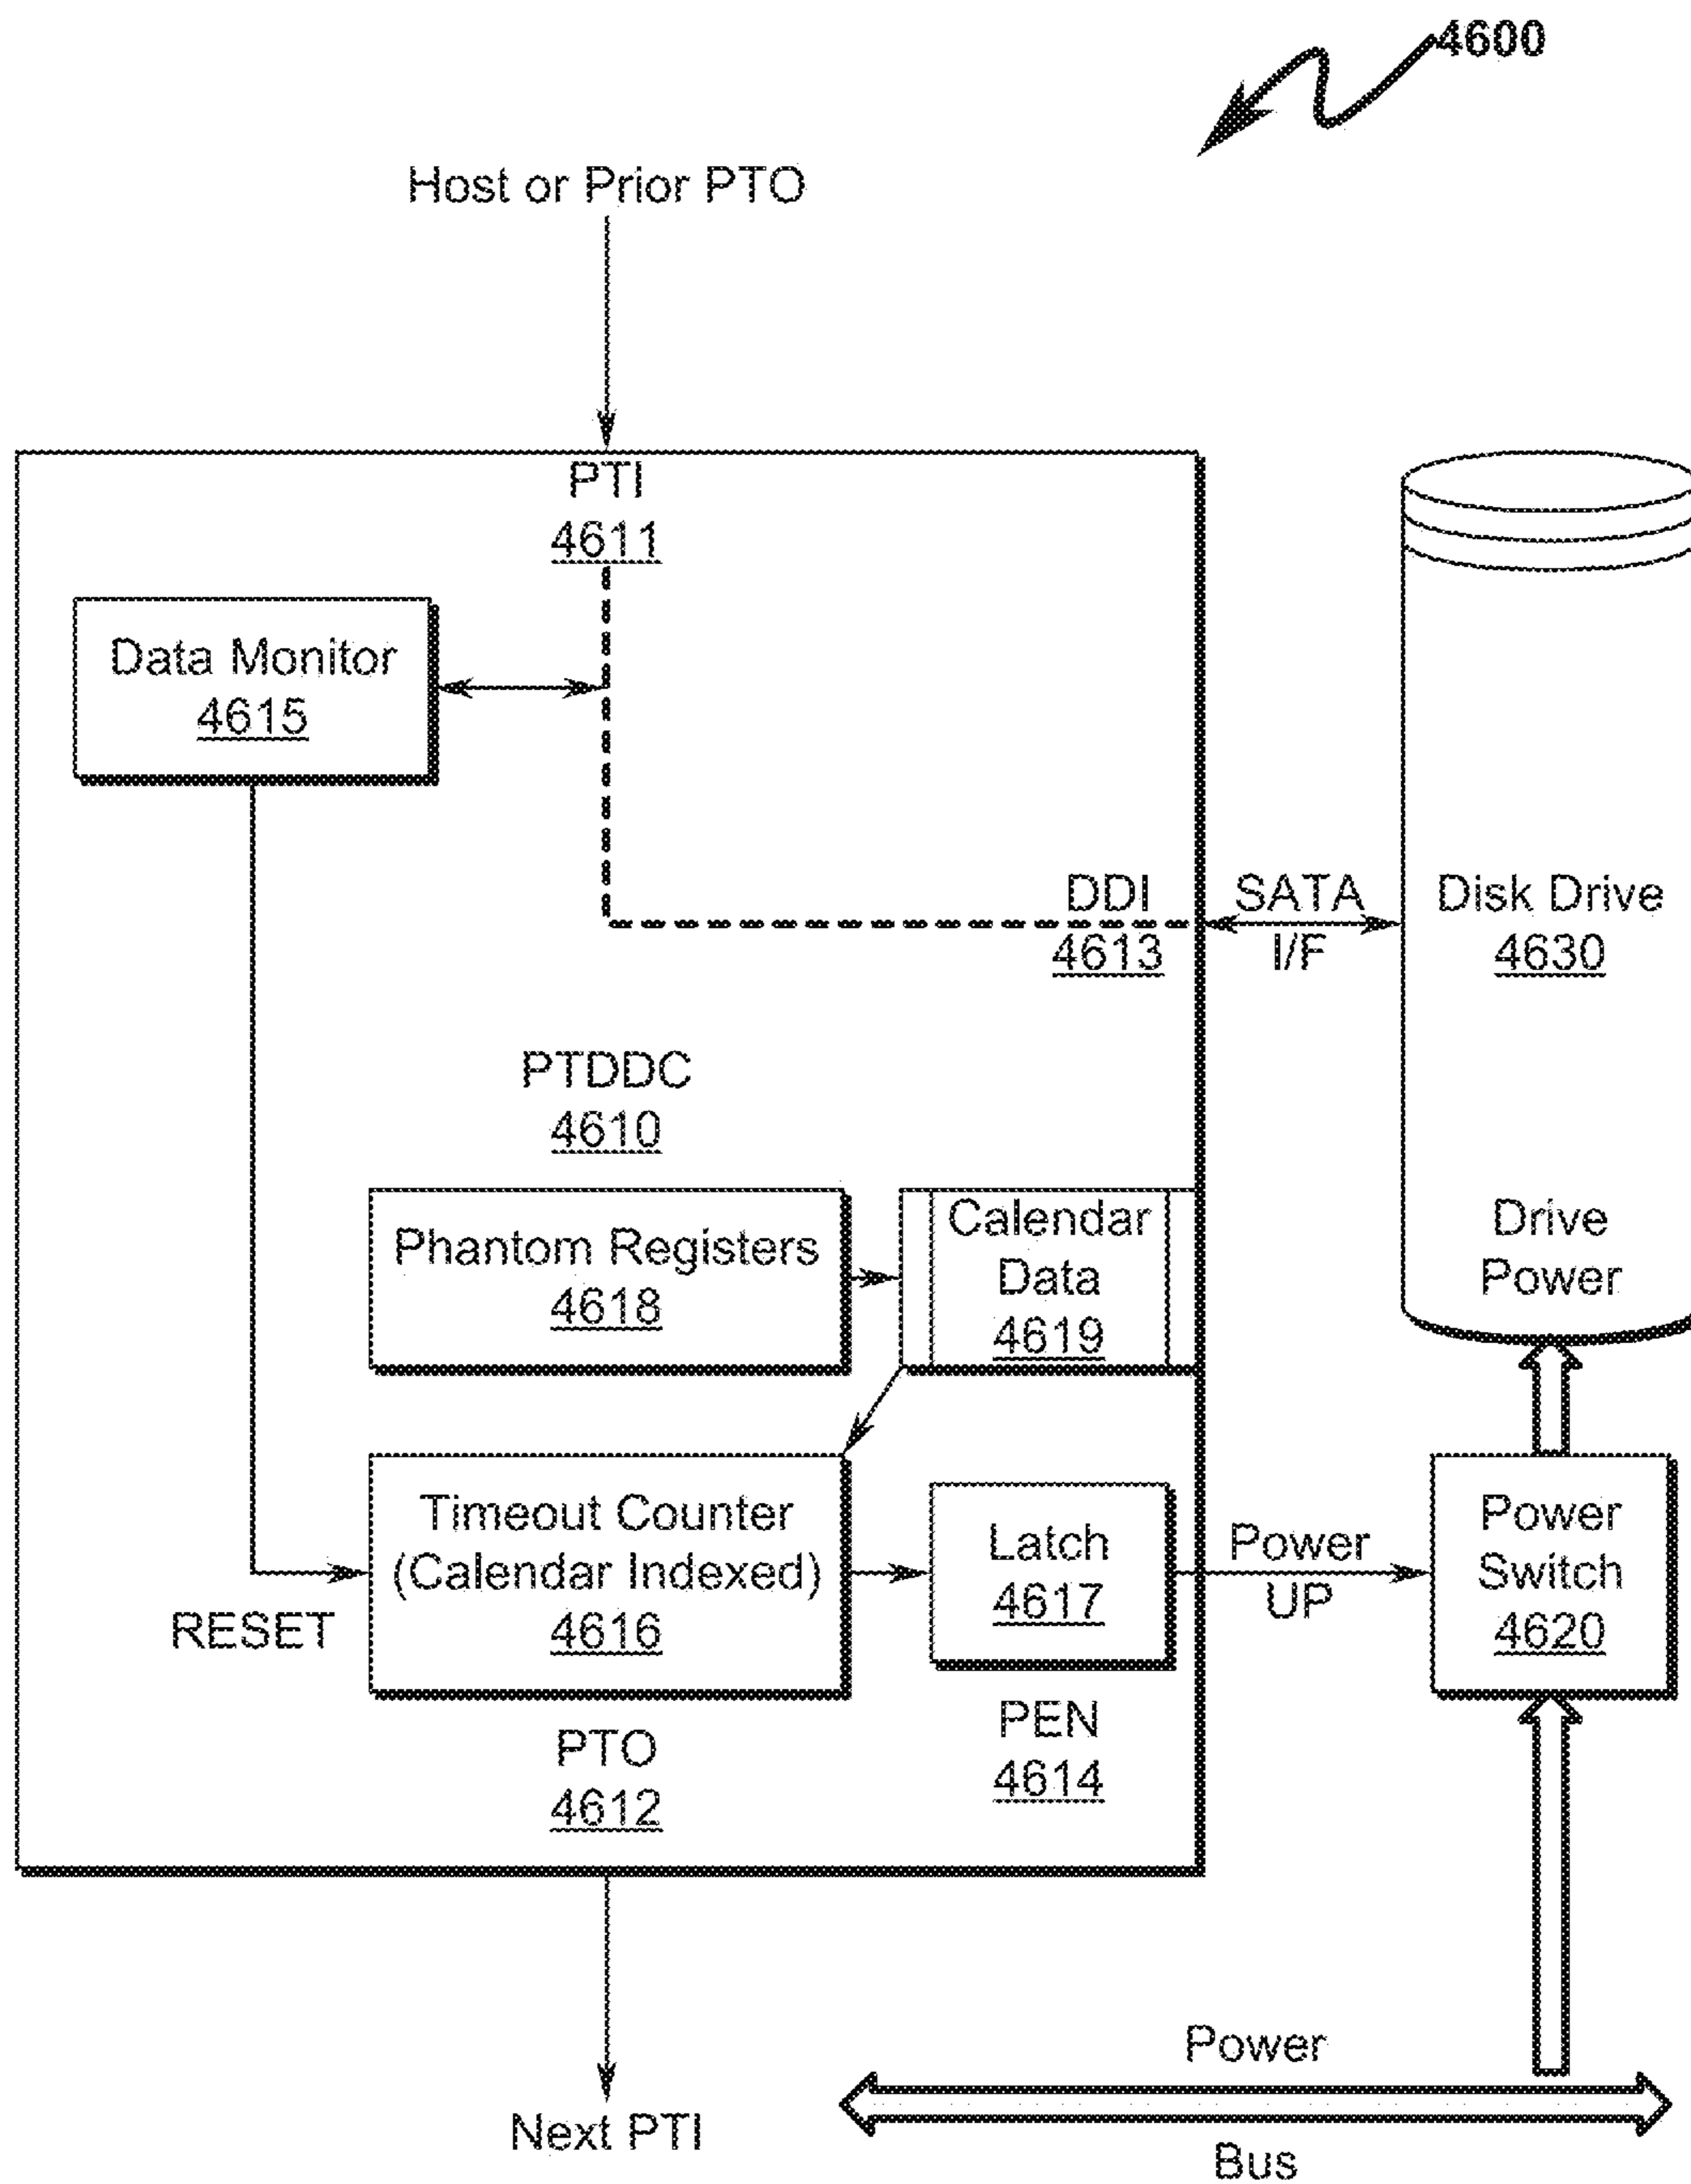 4600
Host or Prior PTO
PTI
4611
Data Monitor
4615
DDI
4613
SATA
I/F
Disk Drive
4630
PTDDC
4610
Phantom Registers
4618
Calendar
Data
4619
Drive
Power
Timeout Counter
(Calendar Indexed)
4616
RESET
Latch
4617
Power
UP
Power
Switch
4620
PTO
4612
PEN
4614
Power
Bus
Next PTI